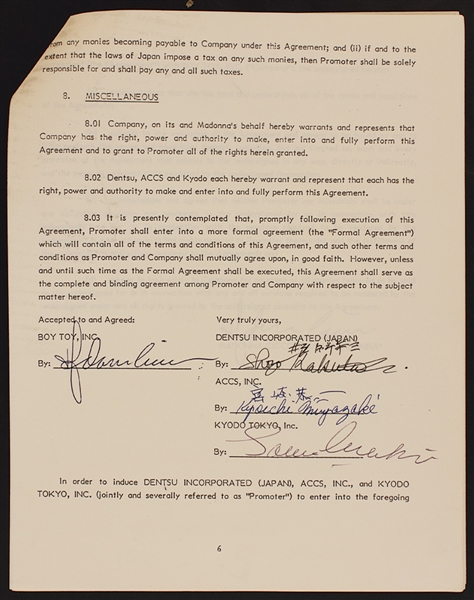 from any monies becoming payable to Company under this Agreement; and (ii) if and to the
extent that the laws of Japan impose a tax on any such monies, then Promoter shall be solely
responsible for and shall pay any and all such taxes.
8. MISCELLANEOUS
8.01 Company, on its and Madonna's behalf hereby warrants and represents that
Company has the right, power and authority to make, enter into and fully perform this
Agreement and to grant to Promoter all of the rights herein granted.
8.02 Dentsu, ACCS and Kyodo each hereby warrant and represent that each has the
right, power and authority to make and enter into and fully perform this Agreement.
8.03 It is presently contemplated that, promptly following execution of this
Agreement, Promoter shall enter into a more formal agreement (the "Formal Agreement")
which will contain all of the terms and conditions of this Agreement, and such other terms and
conditions as Promoter and Company shall mutually agree upon, in good faith. However, unless
and until such time as the Formal Agreement shall be executed, this Agreement shall serve as
the complete and binding agreement among Promoter and Company with respect to the subject
matter hereof.
Accepted to and Agreed: Very truly yours,
BOY TOY, INC. DENTSU INCORPORATED (JAPAN)
By: By: Shozo
ACCS, INC.
By: Kyoichi Miyazaki
KYODO TOKYO, Inc.
By:
In order to induce DENTSU INCORPORATED (JAPAN), ACCS, INC., and KYODO
TOKYO, INC. (jointly and severally referred to as "Promoter") to enter into the foregoing
6